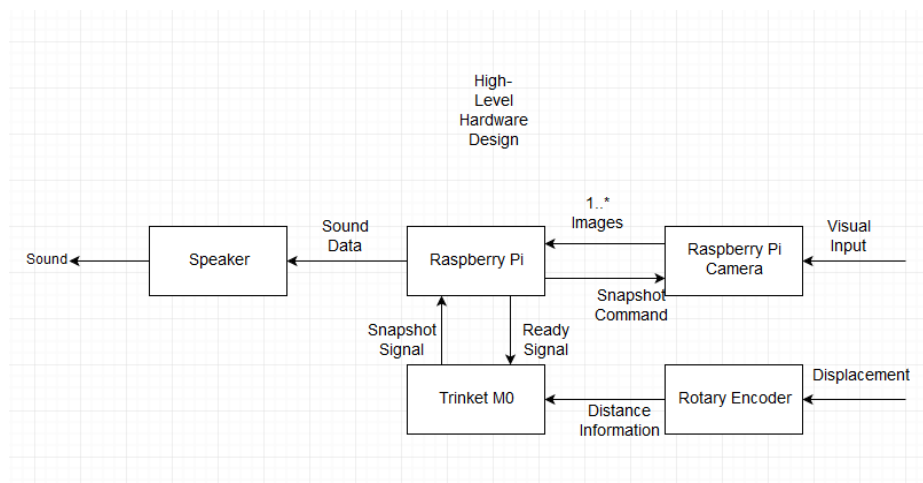 High-
Level
Hardware
Design
1..*
Images
Sound
Data
Visual
Input
Sound
Speaker
Raspberry Pi
Raspberry Pi
Camera
Snapshot
Command
Snapshot
Signal
Ready
Signal
Displacement
Trinket M0
Rotary Encoder
Distance
Information